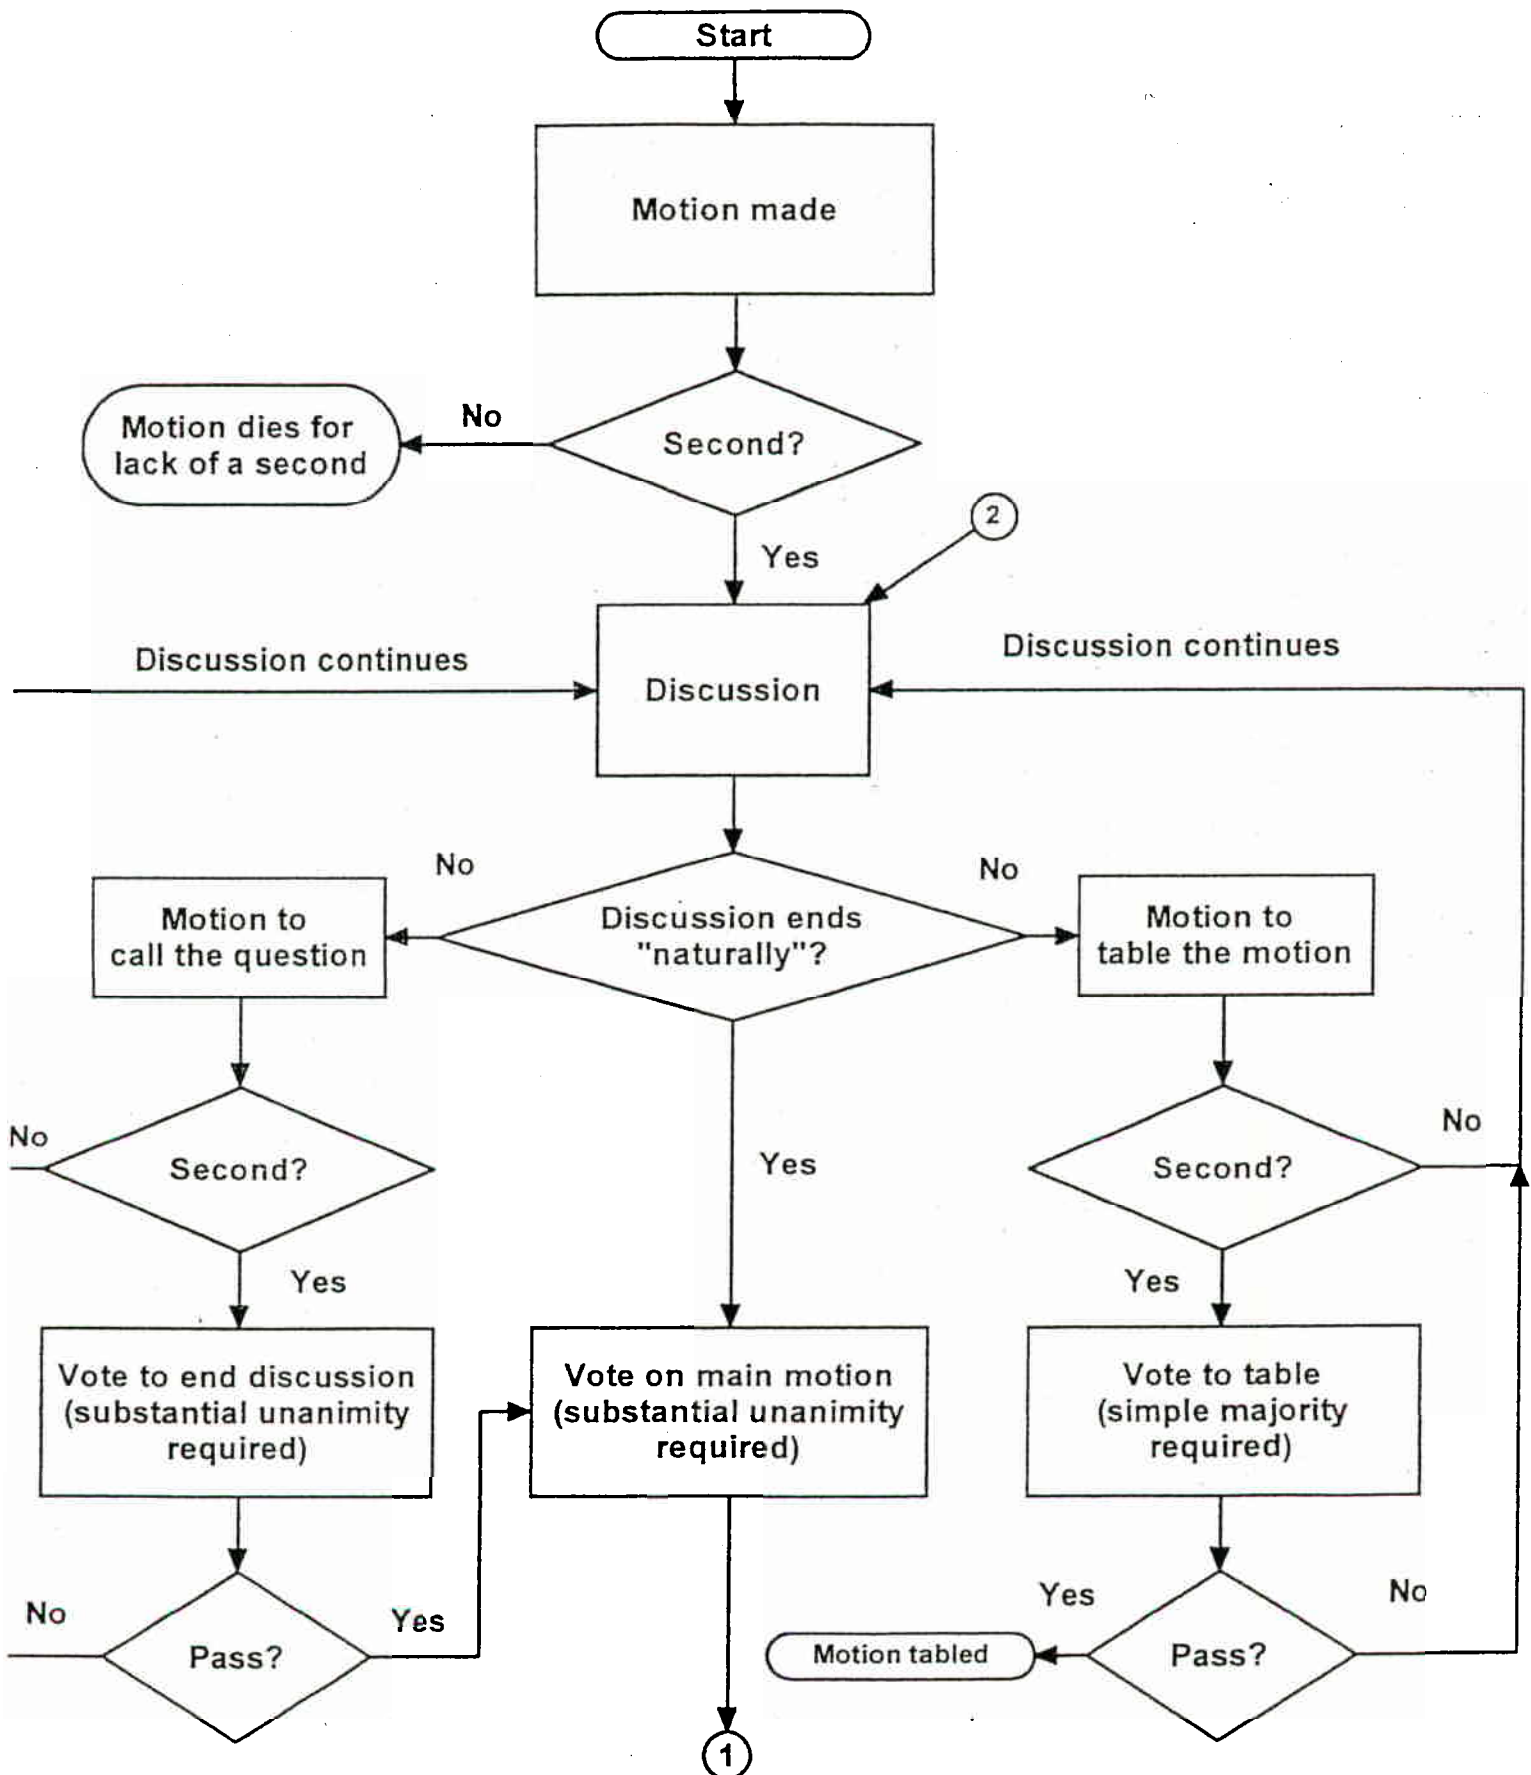 Start
Motion made
No
Motion dies for
lack of a second
Second?
2
Yes
Discussion continues
Discussion continues
Discussion
No
No
Motion to
call the question
Discussion ends
"naturally"?
Motion to
table the motion
No
Second?
Yes
Second?
No
Yes
Yes
Vote to end discussion
(substantial unanimity
required)
Vote on main motion
(substantial unanimity
required)
Vote to table
(simple majority
required)
No
Pass?
Yes
Yes
Motion tabled
Pass?
No
1